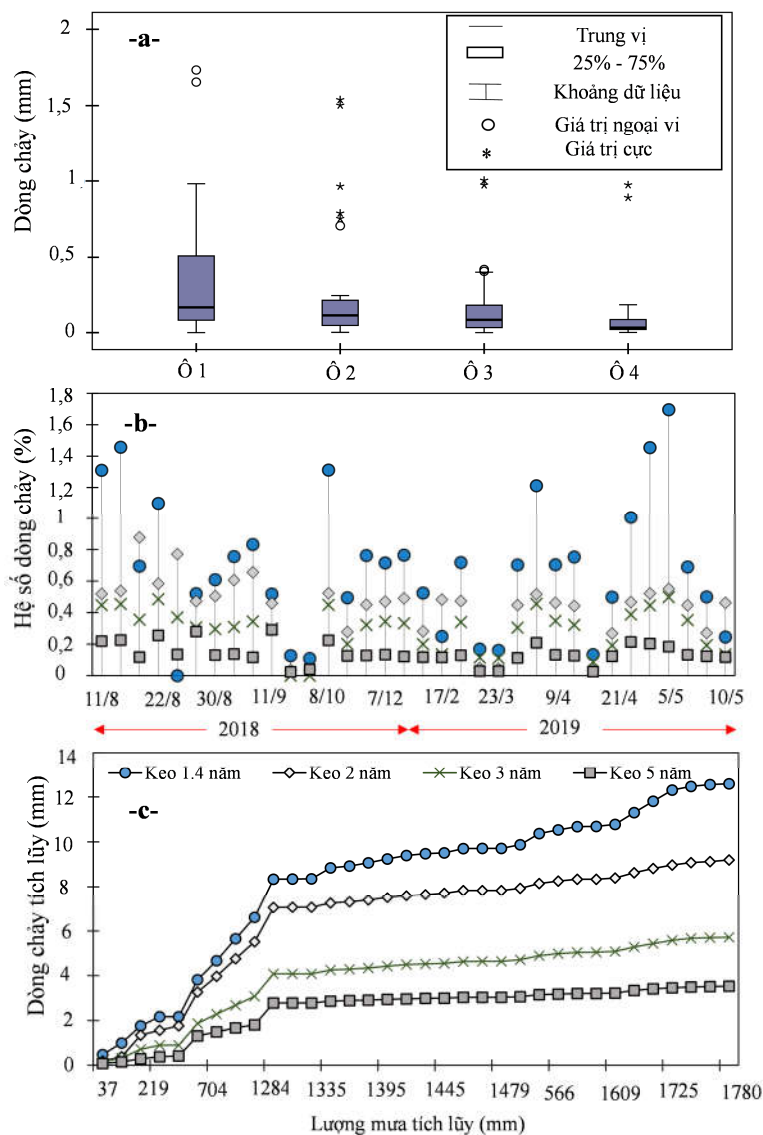 -a-
Dòng chảy (mm)
2
1,5
1
0,5
0
Trung vị
25% - 75%
Khoảng dữ liệu
Giá trị ngoại vi
Giá trị cực
Ô 1 Ô 2 Ô 3 Ô 4
-b-
Hệ số dòng chảy (%)
1,8
1,6
1,4
1,2
1
0,8
0,6
0,4
0,2
0
11/8 22/8 30/8 11/9 8/10 7/12 17/2 23/3 9/4 21/4 5/5 10/5
2018 2019
-c-
Dòng chảy tích lũy (mm)
14
12
10
8
6
4
2
0
Keo 1.4 năm Keo 2 năm Keo 3 năm Keo 5 năm
37 219 704 1284 1335 1395 1445 1479 566 1609 1725 1780
Lượng mưa tích lũy (mm)